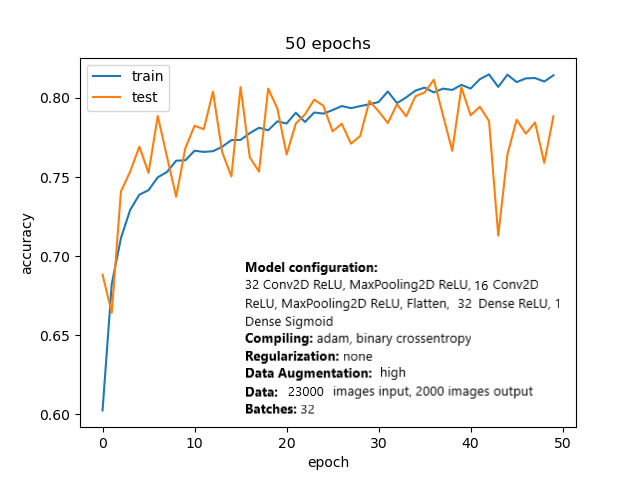 50 epochs
train
test
accuracy
0.80
0.75
0.70
0.65
0.60
Model configuration:
32 Conv2D ReLU, MaxPooling2D ReLU, 16 Conv2D
ReLU, MaxPooling2D ReLU, Flatten, 32 Dense ReLU, 1
Dense Sigmoid
Compiling: adam, binary crossentropy
Regularization: none
Data Augmentation: high
Data: 23000 images input, 2000 images output
Batches: 32
0 10 20 30 40 50
epoch